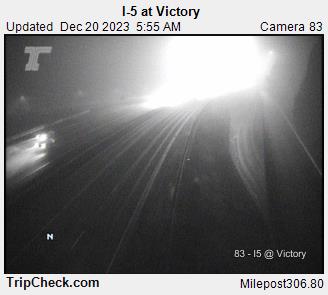 I-5 at Victory
Updated Dec 20 2023 5:55 AM Camera 83
T
N
83 - I5 @ Victory
TripCheck.com Milepost306.80